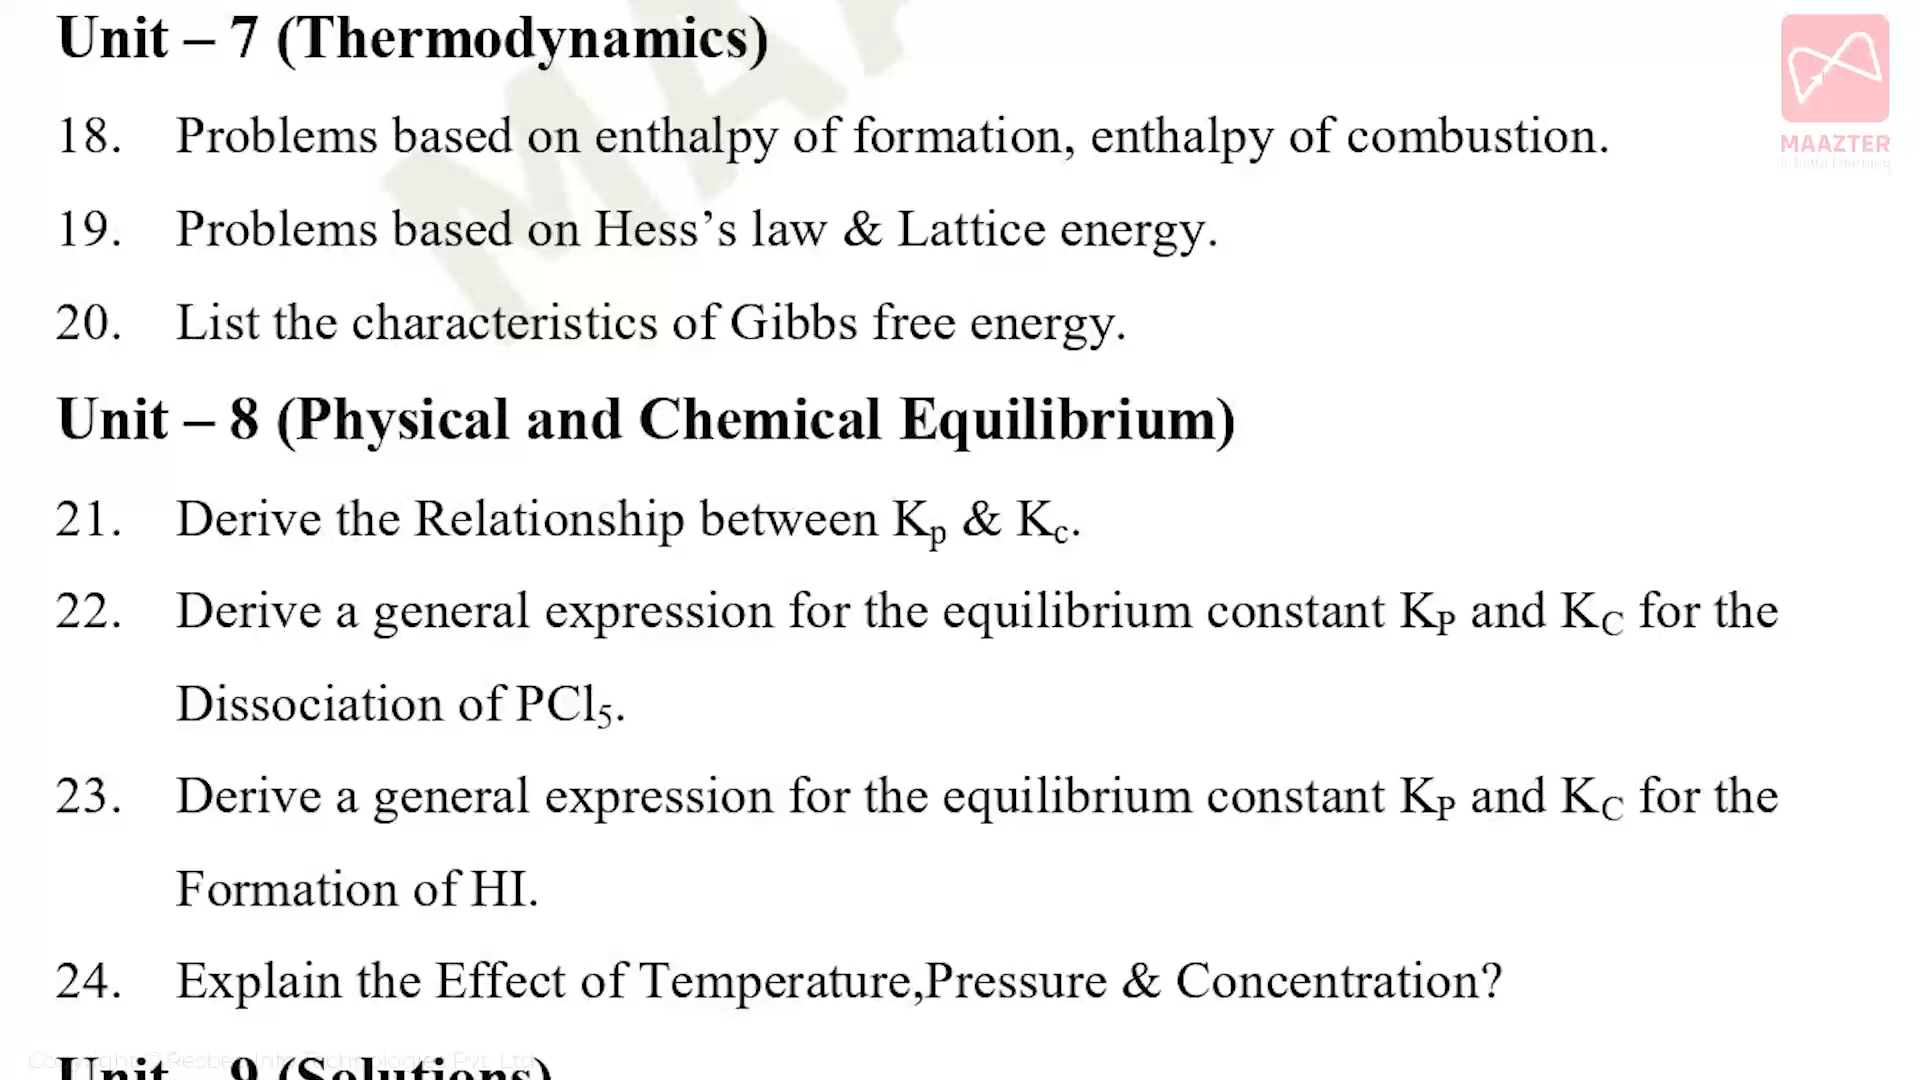 Unit – 7 (Thermodynamics)
MAAZTER
18. Problems based on enthalpy of formation, enthalpy of combustion.
19. Problems based on Hess’s law & Lattice energy.
20. List the characteristics of Gibbs free energy.
Unit – 8 (Physical and Chemical Equilibrium)
21. Derive the Relationship between Kp & Kc.
22. Derive a general expression for the equilibrium constant KP and KC for the
Dissociation of PCl5.
23. Derive a general expression for the equilibrium constant KP and KC for the
Formation of HI.
24. Explain the Effect of Temperature,Pressure & Concentration?
Unit – 9 (Solutions)